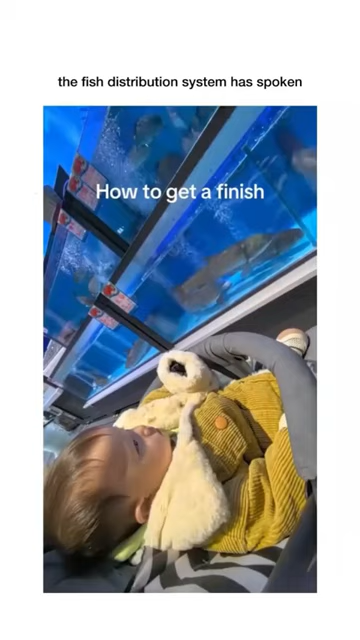 the fish distribution system has spoken
How to get a finish